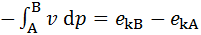 −∫_A^B v dp = e_kB − e_kA